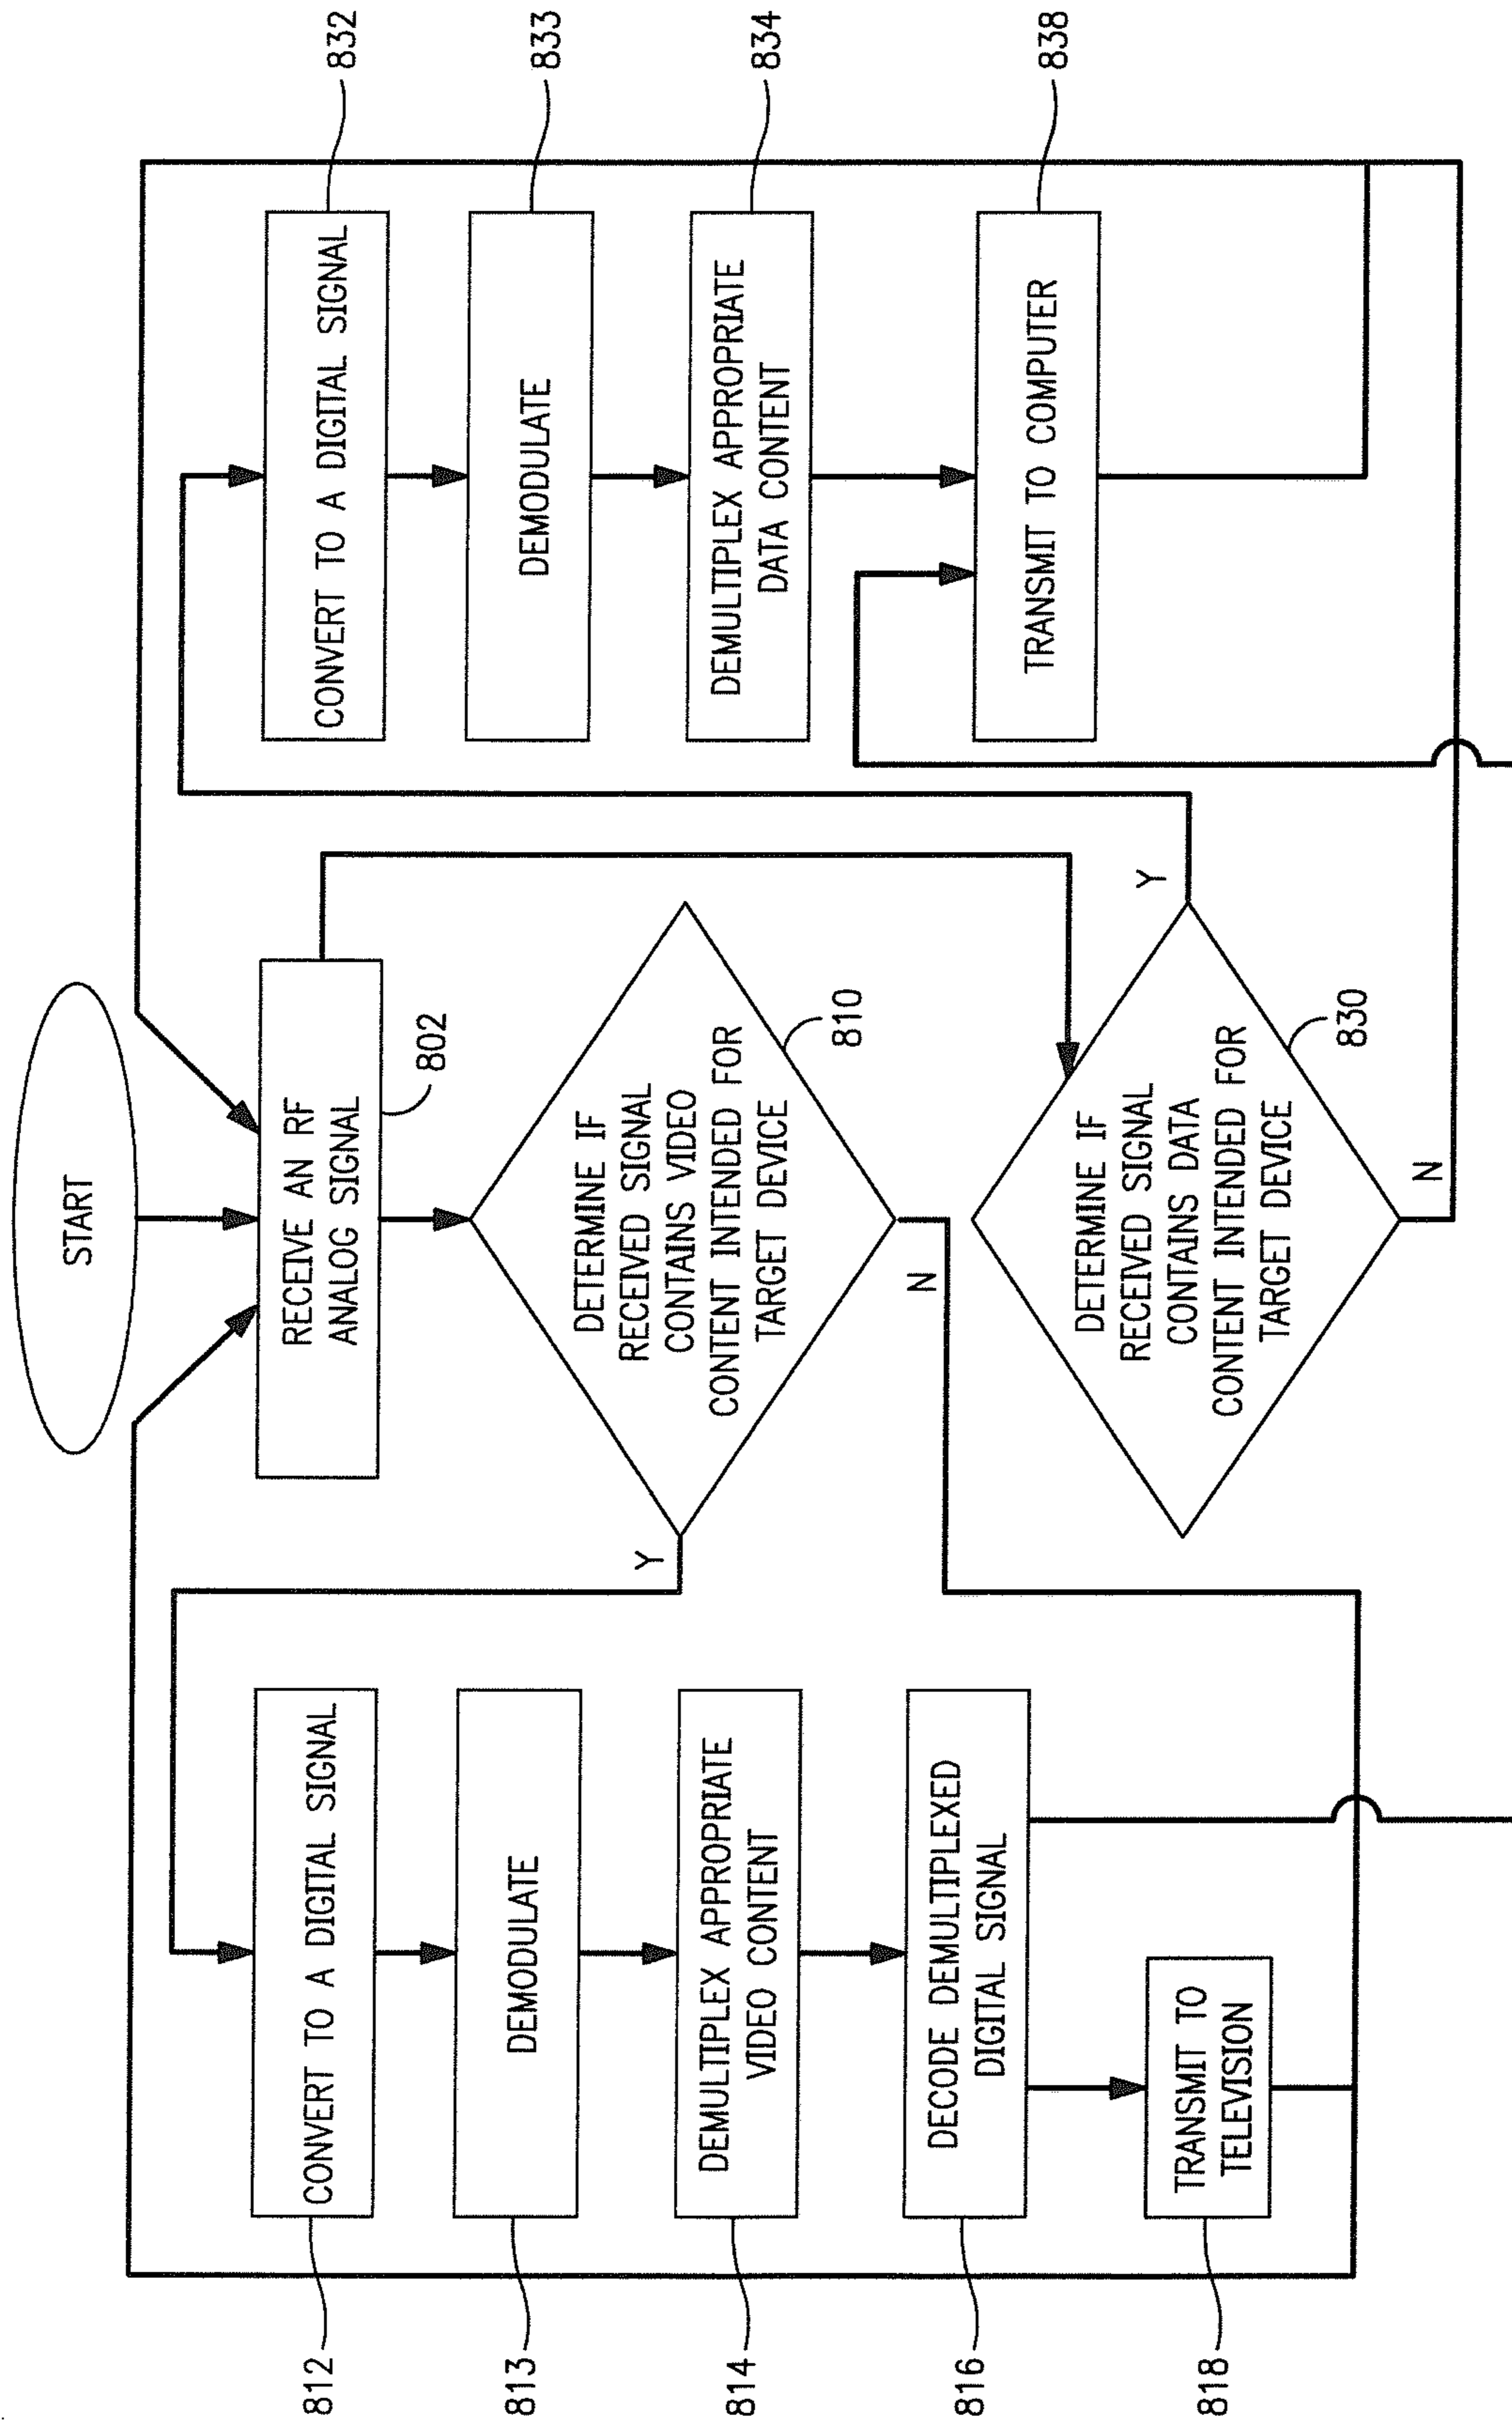 START
RECEIVE AN RF
ANALOG SIGNAL
802
DETERMINE IF
RECEIVED SIGNAL
CONTAINS VIDEO
CONTENT INTENDED FOR
TARGET DEVICE
810
Y
N
CONVERT TO A DIGITAL SIGNAL
812
DEMODULATE
813
DEMULTIPLEX APPROPRIATE
VIDEO CONTENT
814
DECODE DEMULTIPLEXED
DIGITAL SIGNAL
816
TRANSMIT TO
TELEVISION
818
DETERMINE IF
RECEIVED SIGNAL
CONTAINS DATA
CONTENT INTENDED FOR
TARGET DEVICE
830
Y
N
CONVERT TO A DIGITAL SIGNAL
832
DEMODULATE
833
DEMULTIPLEX APPROPRIATE
DATA CONTENT
834
TRANSMIT TO COMPUTER
838